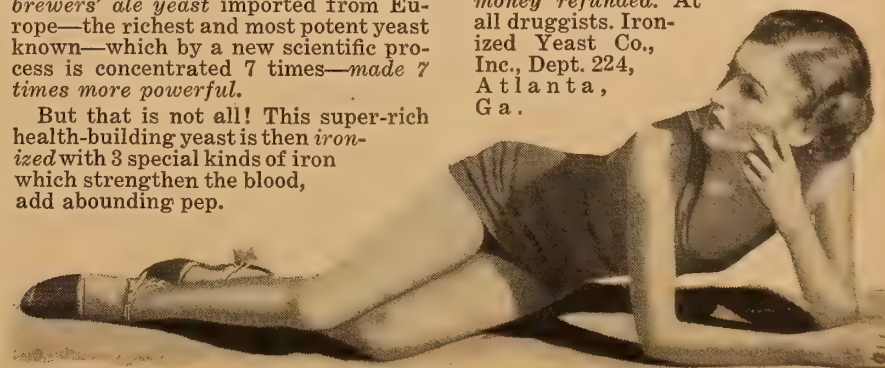 brewers' ale yeast imported from Eu-
rope—the richest and most potent yeast
known—which by a new scientific pro-
cess is concentrated 7 times—made 7
times more powerful.
But that is not all! This super-rich
health-building yeast is then iron-
ized with 3 special kinds of iron
which strengthen the blood,
add abounding pep.
money refunded. At
all druggists. Iron-
ized Yeast Co.,
Inc., Dept. 224,
Atlanta,
Ga.